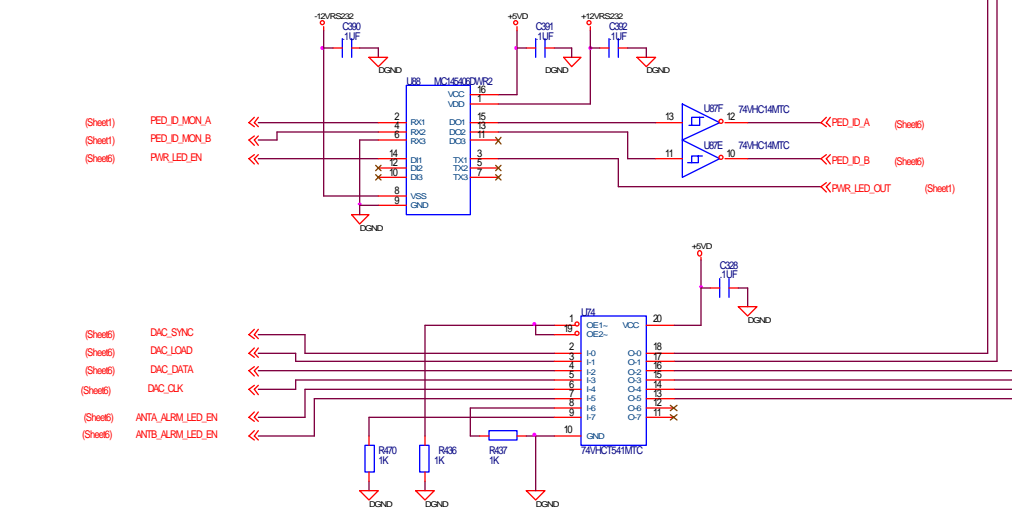 -12VRS232
C390
.1UF
DGND
+5VD
C391
.1UF
DGND
+12VRS232
C392
.1UF
DGND
U88 MC145406DWR2
VCC 16
VDD 1
(Sheet1) PED_ID_MON_A 2 RX1 DO1 15
(Sheet1) PED_ID_MON_B 4 RX2 DO2 13
6 RX3 DO3 11
(Sheet6) PWR_LED_EN 14 DI1 TX1 3
12 DI2 TX2 5
10 DI3 TX3 7
8 VSS
9 GND
DGND
U87F 74VHC14MTC
13 12 PED_ID_A (Sheet6)
U87E 74VHC14MTC
11 10 PED_ID_B (Sheet6)
PWR_LED_OUT (Sheet1)
+5VD
C328
.1UF
DGND
U74
1 OE1~ VCC 20
19 OE2~
(Sheet6) DAC_SYNC 2 I-0 O-0 18
(Sheet6) DAC_LOAD 3 I-1 O-1 17
(Sheet6) DAC_DATA 4 I-2 O-2 16
(Sheet6) DAC_CLK 5 I-3 O-3 15
6 I-4 O-4 14
7 I-5 O-5 13
(Sheet6) ANTA_ALRM_LED_EN 8 I-6 O-6 12
9 I-7 O-7 11
(Sheet6) ANTB_ALRM_LED_EN 10 GND
74VHCT541MTC
R470
1K
R436
1K
R437
1K
DGND
DGND
DGND